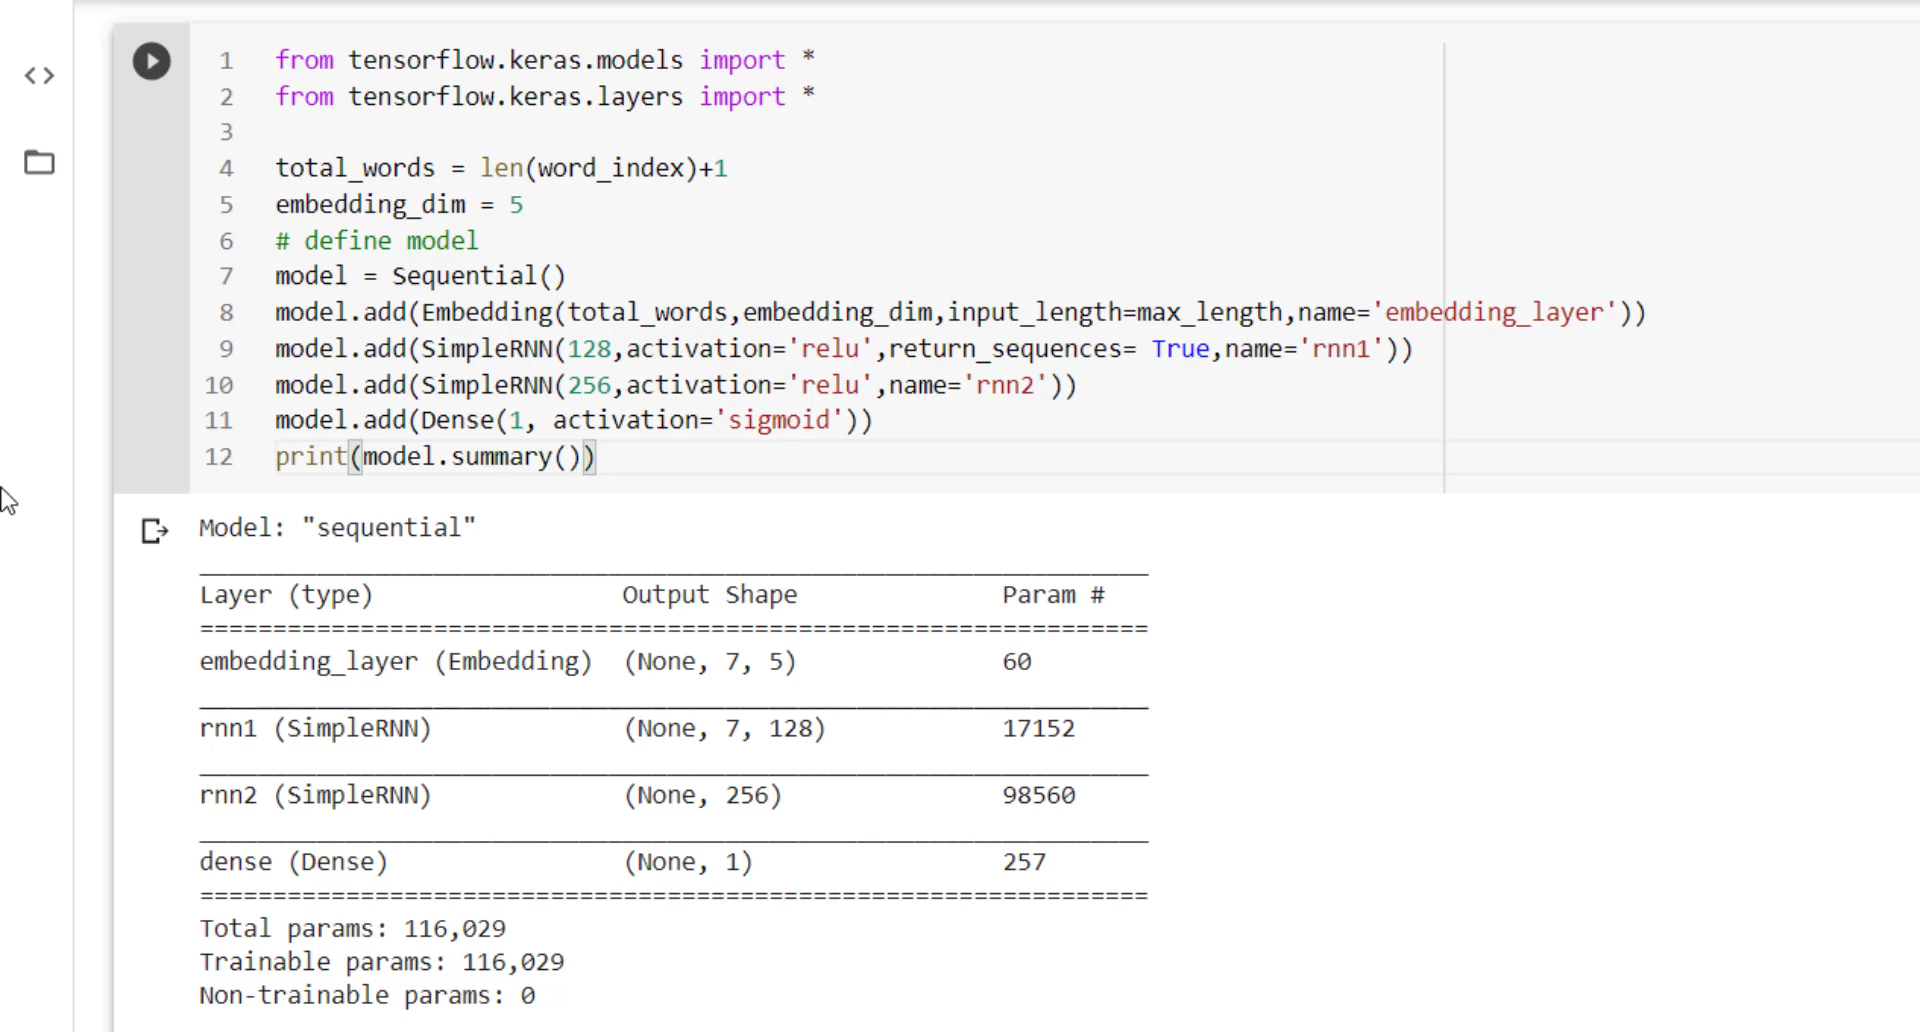 1 from tensorflow.keras.models import *
2 from tensorflow.keras.layers import *
3
4 total_words = len(word_index)+1
5 embedding_dim = 5
6 # define model
7 model = Sequential()
8 model.add(Embedding(total_words,embedding_dim,input_length=max_length,name='embedding_layer'))
9 model.add(SimpleRNN(128,activation='relu',return_sequences= True,name='rnn1'))
10 model.add(SimpleRNN(256,activation='relu',name='rnn2'))
11 model.add(Dense(1, activation='sigmoid'))
12 print(model.summary())
Model: "sequential"
Layer (type) Output Shape Param #
embedding_layer (Embedding) (None, 7, 5) 60
rnn1 (SimpleRNN) (None, 7, 128) 17152
rnn2 (SimpleRNN) (None, 256) 98560
dense (Dense) (None, 1) 257
Total params: 116,029
Trainable params: 116,029
Non-trainable params: 0